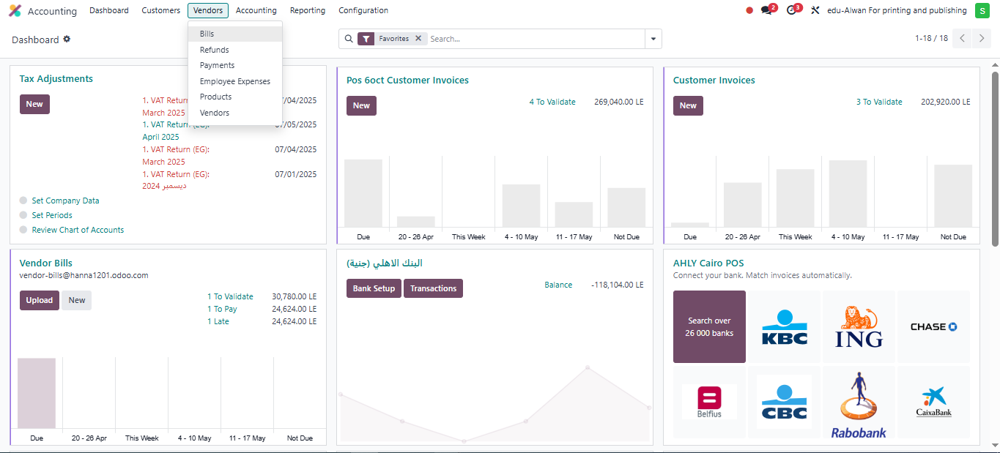 Accounting
Dashboard
Customers
Vendors
Accounting
Reporting
Configuration
2
3
edu-Alwan For printing and publishing
S
Dashboard
Favorites
Search...
1-18 / 18
Bills
Refunds
Payments
Employee Expenses
Products
Vendors
Tax Adjustments
New
1. VAT Return
7/04/2025
March 2025
1. VAT Return (EG):
07/05/2025
April 2025
1. VAT Return (EG):
07/04/2025
March 2025
1. VAT Return (EG):
07/01/2025
ديسمبر 2024
Set Company Data
Set Periods
Review Chart of Accounts
Pos 6oct Customer Invoices
New
4 To Validate
269,040.00 LE
Due
20 - 26 Apr
This Week
4 - 10 May
11 - 17 May
Not Due
Customer Invoices
New
3 To Validate
202,920.00 LE
Due
20 - 26 Apr
This Week
4 - 10 May
11 - 17 May
Not Due
Vendor Bills
vendor-bills@hanna1201.odoo.com
Upload
New
1 To Validate
30,780.00 LE
1 To Pay
24,624.00 LE
1 Late
24,624.00 LE
Due
20 - 26 Apr
This Week
4 - 10 May
11 - 17 May
Not Due
البنك الاهلي (جنية)
Bank Setup
Transactions
Balance
-118,104.00 LE
AHLY Cairo POS
Connect your bank. Match invoices automatically.
Search over
26 000 banks
KBC
ING
CHASE
Belfius
CBC
Rabobank
CaixaBank